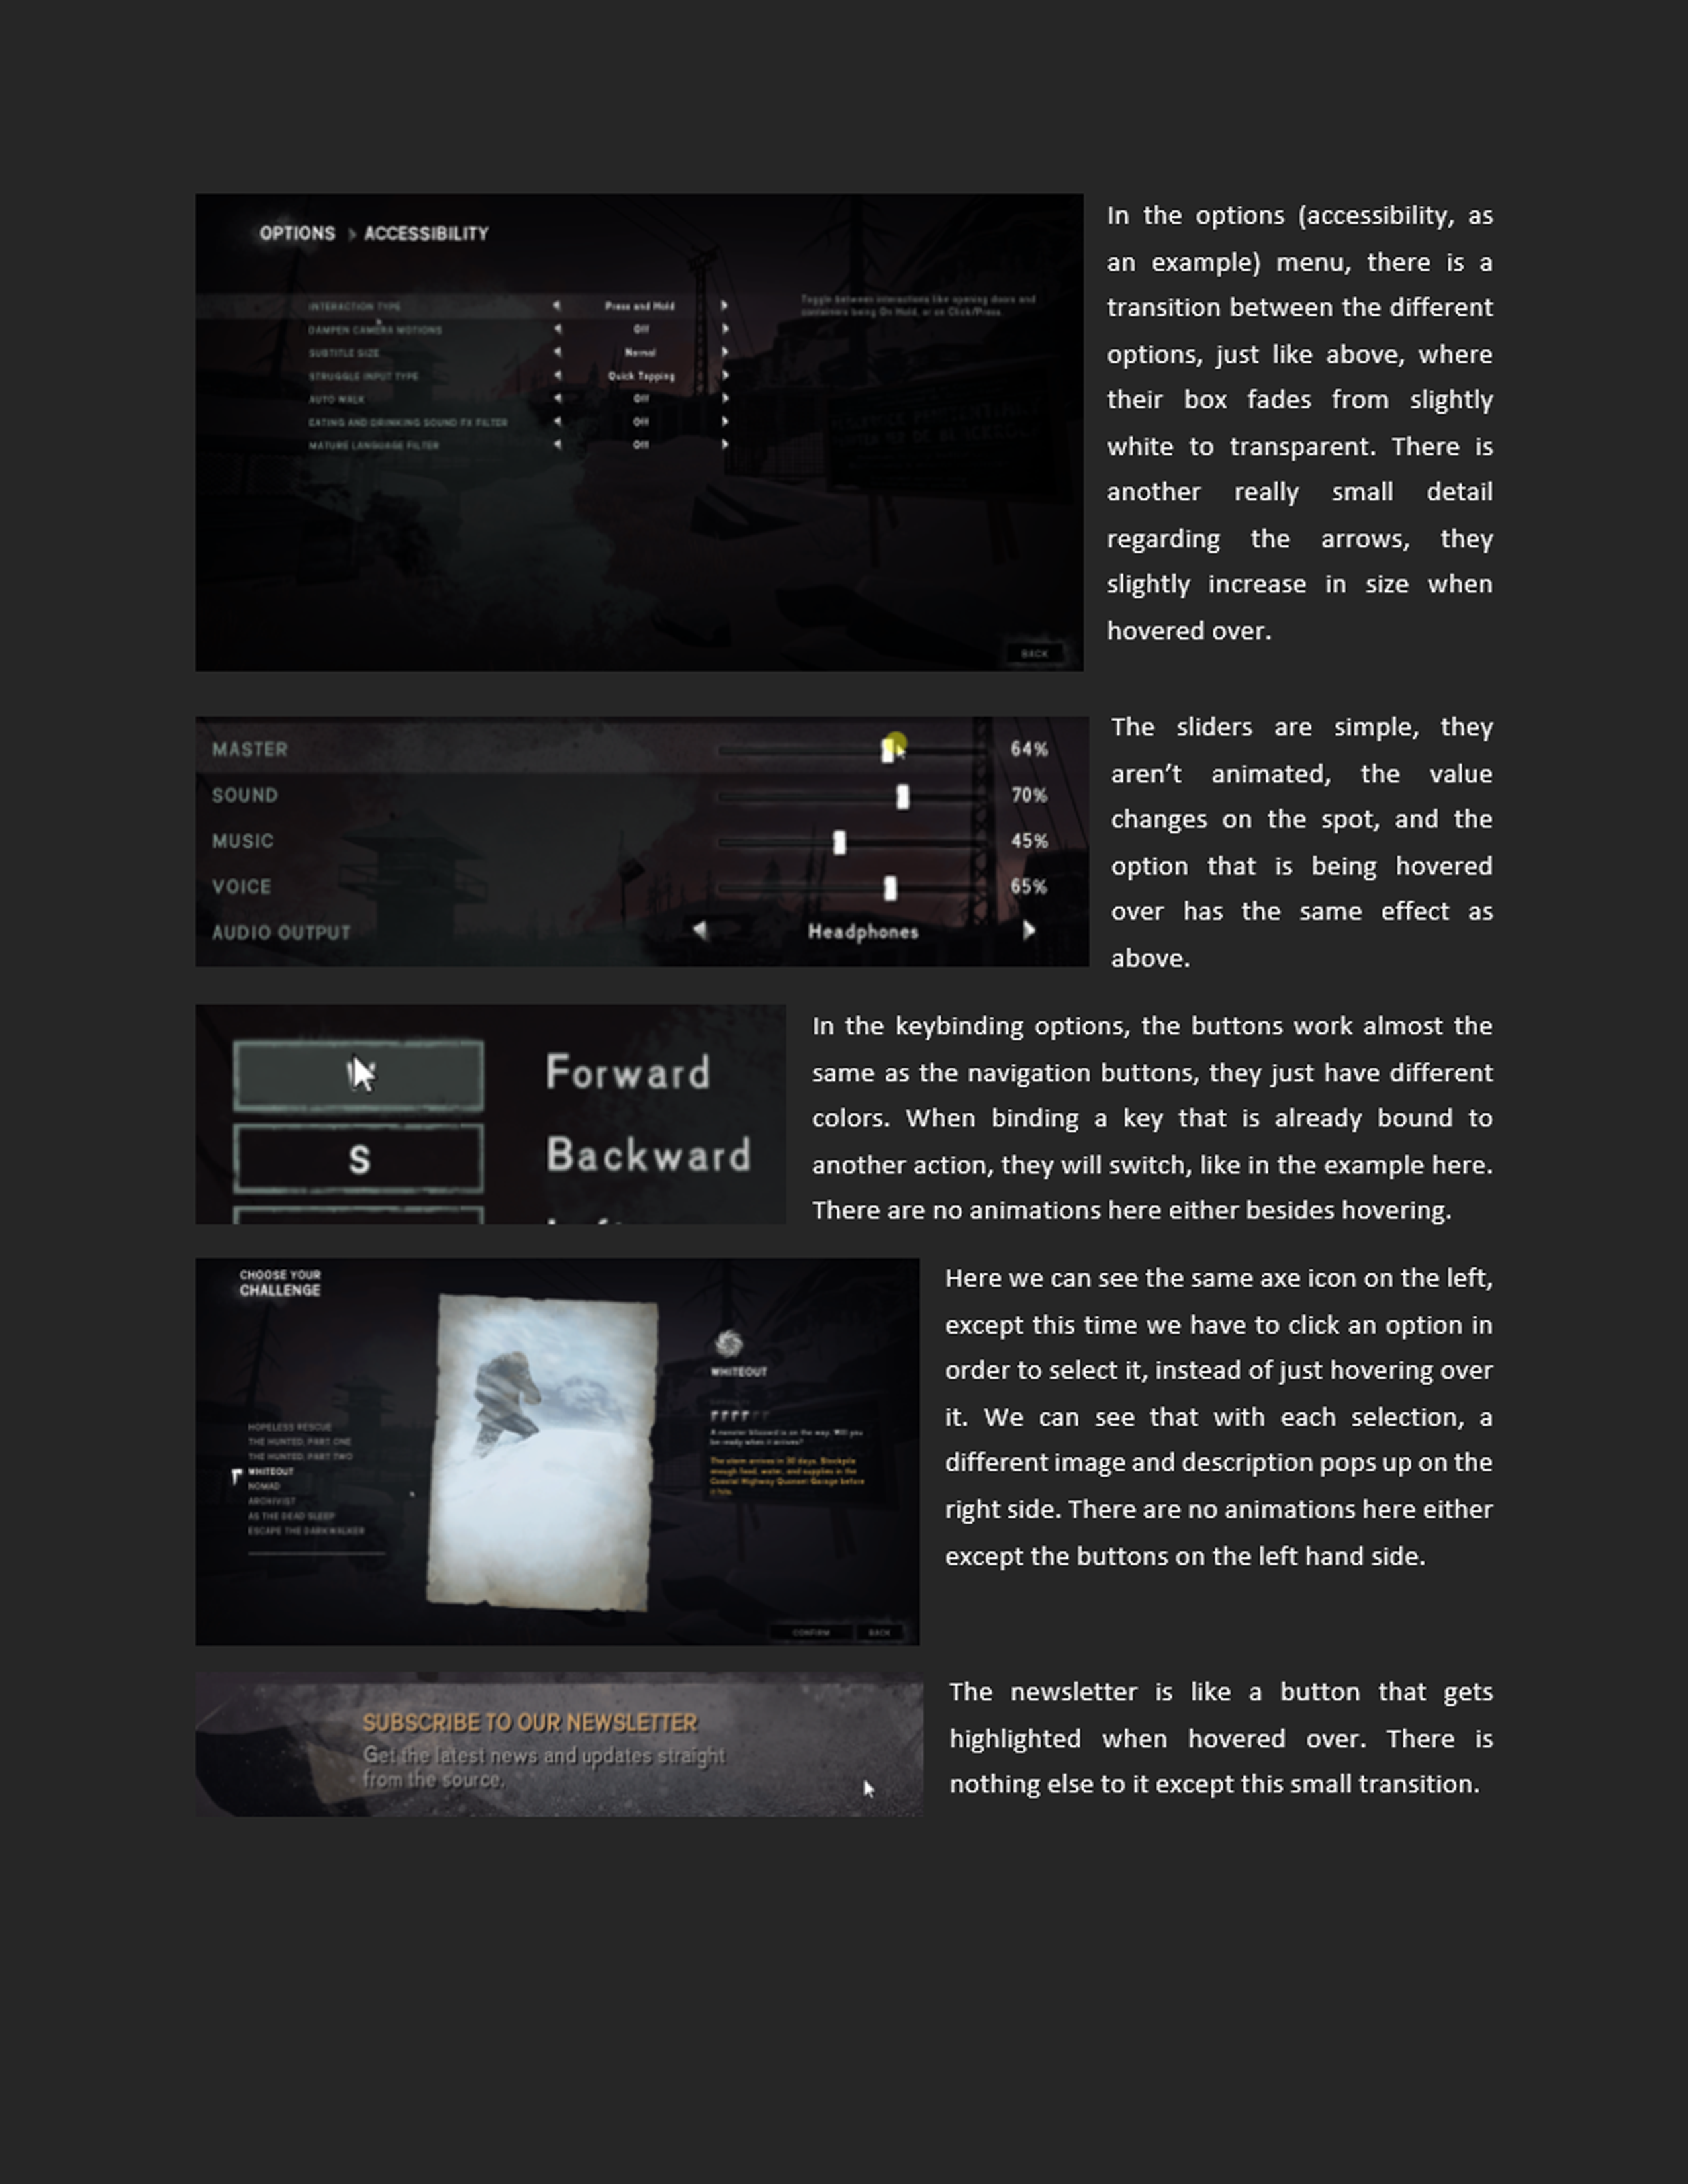 OPTIONS > ACCESSIBILITY
INTERACTION TYPE Press and Hold
DAMPEN CAMERA MOTIONS Off
SUBTITLE SIZE Normal
STRUGGLE INPUT TYPE Quick Tapping
AUTO WALK Off
EATING AND DRINKING SOUND FX FILTER Off
MATURE LANGUAGE FILTER Off
Toggle between interactions like opening doors and
containers being On Hold, or on Click/Press.
BACK
In the options (accessibility, as
an example) menu, there is a
transition between the different
options, just like above, where
their box fades from slightly
white to transparent. There is
another really small detail
regarding the arrows, they
slightly increase in size when
hovered over.
MASTER 64%
SOUND 70%
MUSIC 45%
VOICE 65%
AUDIO OUTPUT Headphones
The sliders are simple, they
aren’t animated, the value
changes on the spot, and the
option that is being hovered
over has the same effect as
above.
Forward
S Backward
In the keybinding options, the buttons work almost the
same as the navigation buttons, they just have different
colors. When binding a key that is already bound to
another action, they will switch, like in the example here.
There are no animations here either besides hovering.
CHOOSE YOUR
CHALLENGE
HOPELESS RESCUE
THE HUNTED, PART ONE
THE HUNTED, PART TWO
WHITEOUT
NOMAD
ARCHIVIST
AS THE DEAD SLEEP
ESCAPE THE DARKWALKER
WHITEOUT
A monster blizzard is on the way. Will you
be ready when it arrives?
The storm arrives in 30 days. Stockpile
enough food, water, and supplies in the
Coastal Highway Quonset Garage before
it hits.
CONFIRM BACK
Here we can see the same axe icon on the left,
except this time we have to click an option in
order to select it, instead of just hovering over
it. We can see that with each selection, a
different image and description pops up on the
right side. There are no animations here either
except the buttons on the left hand side.
SUBSCRIBE TO OUR NEWSLETTER
Get the latest news and updates straight
from the source.
The newsletter is like a button that gets
highlighted when hovered over. There is
nothing else to it except this small transition.